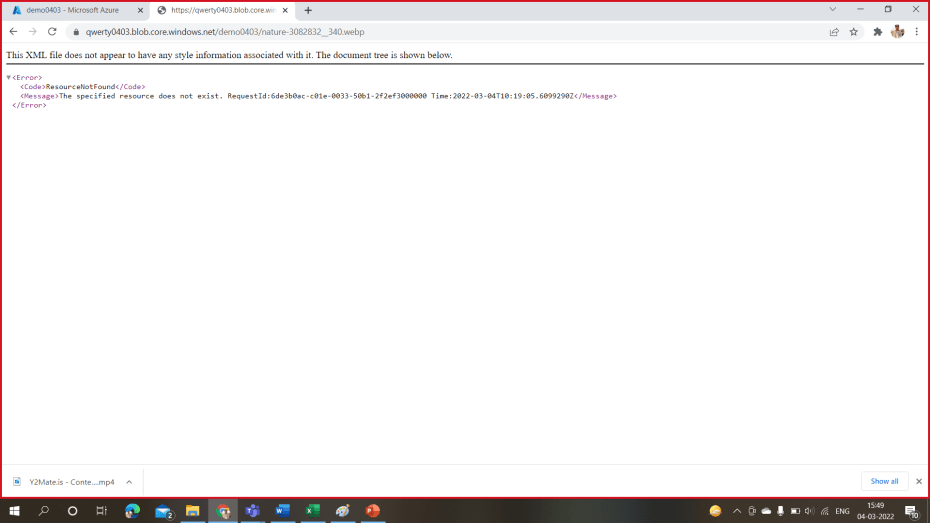 demo0403 - Microsoft Azure
https://qwerty0403.blob.core.win
qwerty0403.blob.core.windows.net/demo0403/nature-3082832__340.webp
This XML file does not appear to have any style information associated with it. The document tree is shown below.
▼<Error>
<Code>ResourceNotFound</Code>
<Message>The specified resource does not exist. RequestId:6de3b0ac-c01e-0033-50b1-2f2ef3000000 Time:2022-03-04T10:19:05.6099290Z</Message>
</Error>
Y2Mate.is - Conte....mp4
Show all
2
ENG
15:49
04-03-2022
10